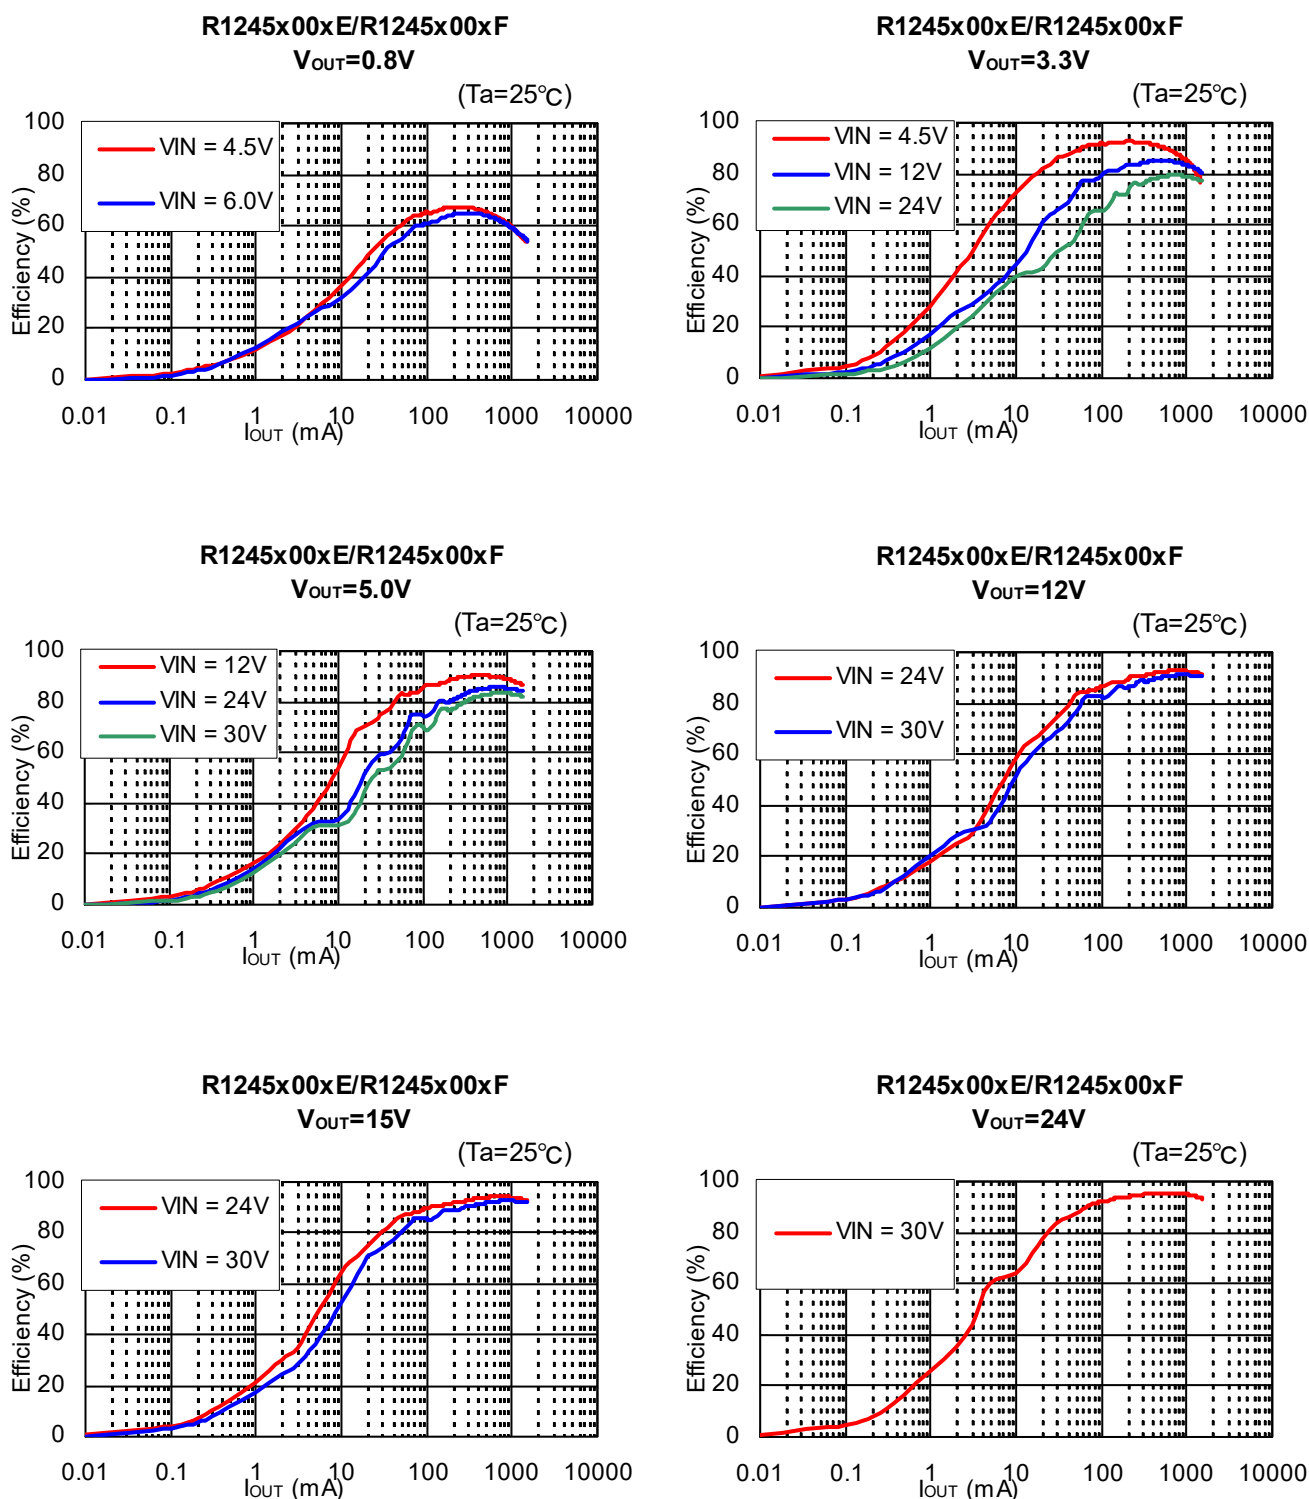 R1245x00xE/R1245x00xF
VOUT=0.8V
(Ta=25℃)
VIN = 4.5V
VIN = 6.0V
Efficiency (%)
100
80
60
40
20
0
0.01 0.1 1 10 100 1000 10000
IOUT (mA)
R1245x00xE/R1245x00xF
VOUT=3.3V
(Ta=25℃)
VIN = 4.5V
VIN = 12V
VIN = 24V
Efficiency (%)
100
80
60
40
20
0
0.01 0.1 1 10 100 1000 10000
IOUT (mA)
R1245x00xE/R1245x00xF
VOUT=5.0V
(Ta=25℃)
VIN = 12V
VIN = 24V
VIN = 30V
Efficiency (%)
100
80
60
40
20
0
0.01 0.1 1 10 100 1000 10000
IOUT (mA)
R1245x00xE/R1245x00xF
VOUT=12V
(Ta=25℃)
VIN = 24V
VIN = 30V
Efficiency (%)
100
80
60
40
20
0
0.01 0.1 1 10 100 1000 10000
IOUT (mA)
R1245x00xE/R1245x00xF
VOUT=15V
(Ta=25℃)
VIN = 24V
VIN = 30V
Efficiency (%)
100
80
60
40
20
0
0.01 0.1 1 10 100 1000 10000
IOUT (mA)
R1245x00xE/R1245x00xF
VOUT=24V
(Ta=25℃)
VIN = 30V
Efficiency (%)
100
80
60
40
20
0
0.01 0.1 1 10 100 1000 10000
IOUT (mA)